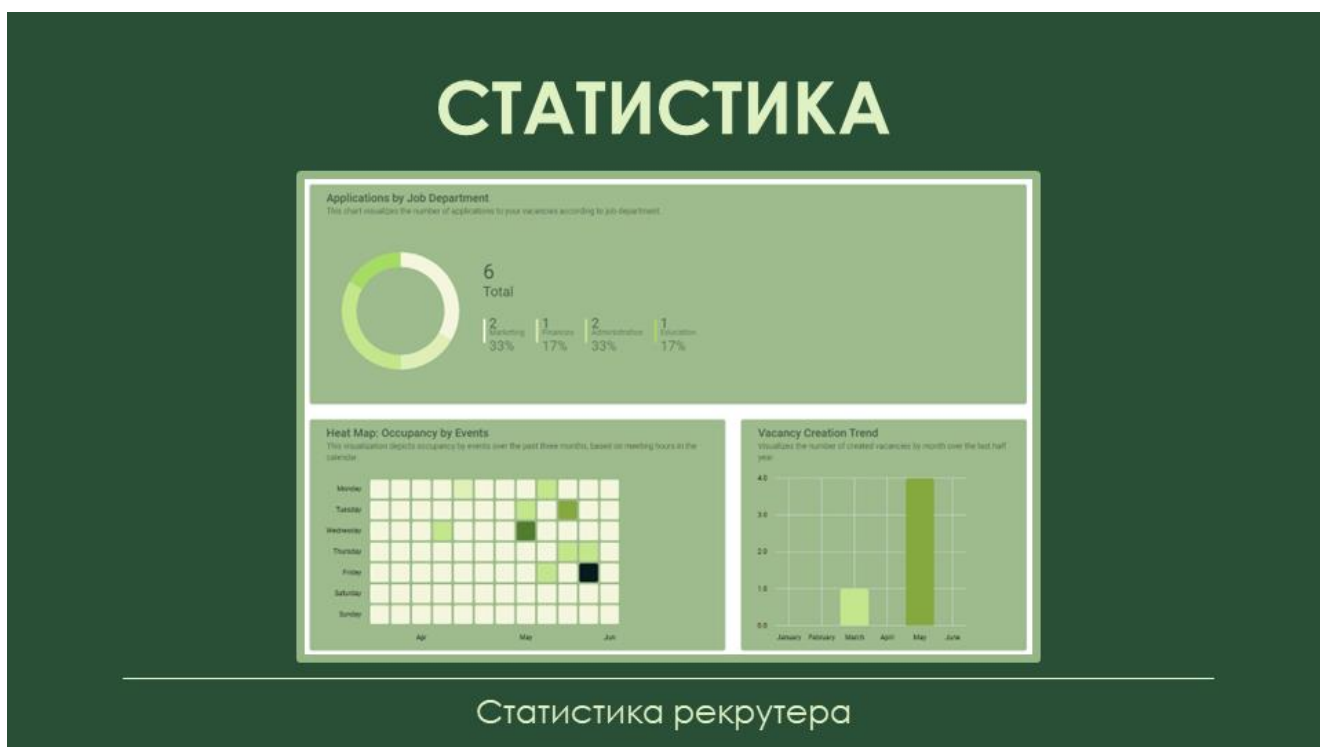 СТАТИСТИКА
Applications by Job Department
This chart visualizes the number of applications to your vacancies according to job department.
6
Total
2 1 2 1
Marketing Finances Administration Education
33% 17% 33% 17%
Heat Map: Occupancy by Events
This visualization depicts occupancy by events over the past three months, based on meeting hours in the
calendar
Monday
Tuesday
Wednesday
Thursday
Friday
Saturday
Sunday
Apr May Jun
Vacancy Creation Trend
Visualizes the number of created vacancies by month over the last half
year.
4.0
3.0
2.0
1.0
0.0
January February March April May June
Статистика рекрутера